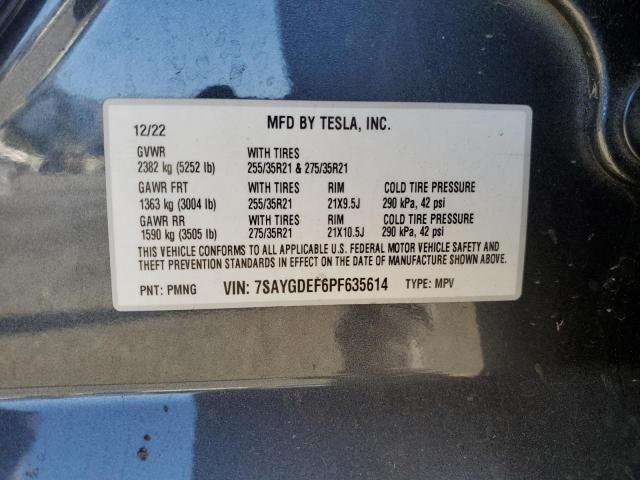 12/22 MFD BY TESLA, INC.
GVWR WITH TIRES
2382 kg (5252 lb) 255/35R21 & 275/35R21
GAWR FRT WITH TIRES RIM COLD TIRE PRESSURE
1363 kg (3004 lb) 255/35R21 21X9.5J 290 kPa, 42 psi
GAWR RR WITH TIRES RIM COLD TIRE PRESSURE
1590 kg (3505 lb) 275/35R21 21X10.5J 290 kPa, 42 psi
THIS VEHICLE CONFORMS TO ALL APPLICABLE U.S. FEDERAL MOTOR VEHICLE SAFETY AND
THEFT PREVENTION STANDARDS IN EFFECT ON THE DATE OF MANUFACTURE SHOWN ABOVE.
PNT: PMNG VIN: 7SAYGDEF6PF635614 TYPE: MPV